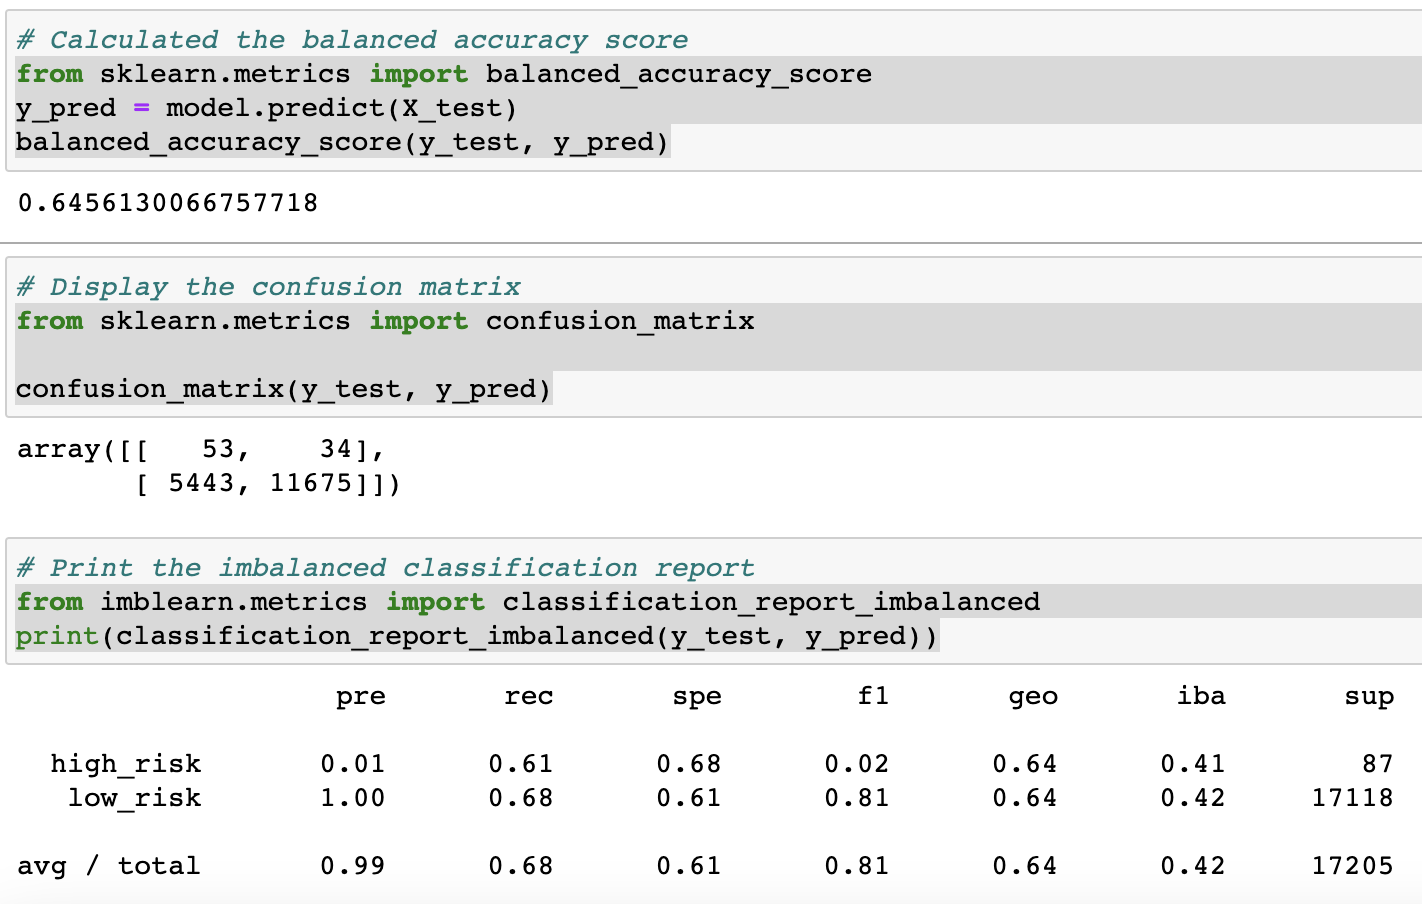 # Calculated the balanced accuracy score
from sklearn.metrics import balanced_accuracy_score
y_pred = model.predict(X_test)
balanced_accuracy_score(y_test, y_pred)
0.6456130066757718
# Display the confusion matrix
from sklearn.metrics import confusion_matrix
confusion_matrix(y_test, y_pred)
array([[   53,    34],
       [ 5443, 11675]])
# Print the imbalanced classification report
from imblearn.metrics import classification_report_imbalanced
print(classification_report_imbalanced(y_test, y_pred))
pre rec spe f1 geo iba sup
high_risk 0.01 0.61 0.68 0.02 0.64 0.41 87
low_risk 1.00 0.68 0.61 0.81 0.64 0.42 17118
avg / total 0.99 0.68 0.61 0.81 0.64 0.42 17205